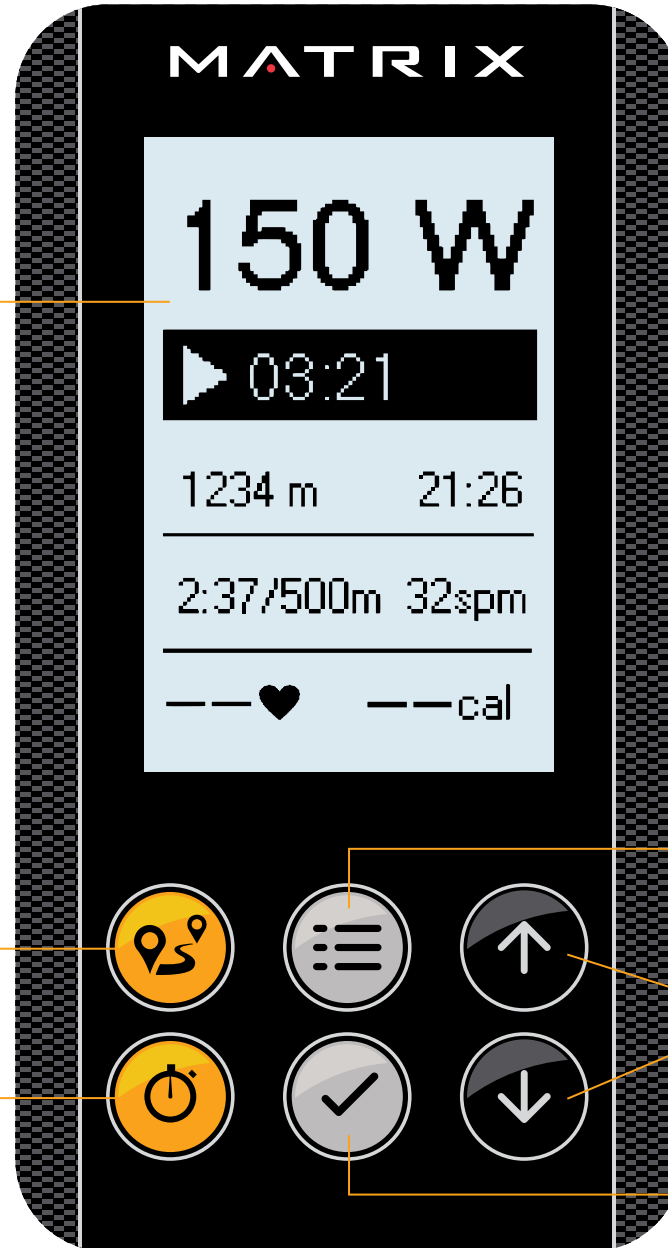 MATRIX
150 W
03:21
1234 m 21:26
2:37/500m 32spm
-- ♥ --cal